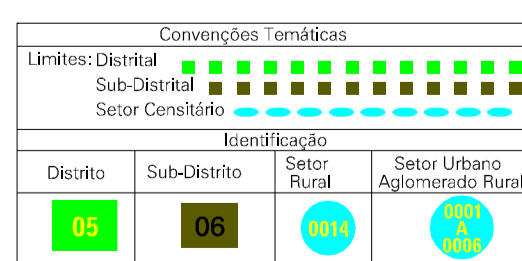 Convenções Temáticas
Limites: Distrital
Sub-Distrital
Setor Censitário
Identificação
Distrito
Sub-Distrito
Setor
Rural
Setor Urbano
Aglomerado Rural
05
06
0014
0001
A
0006